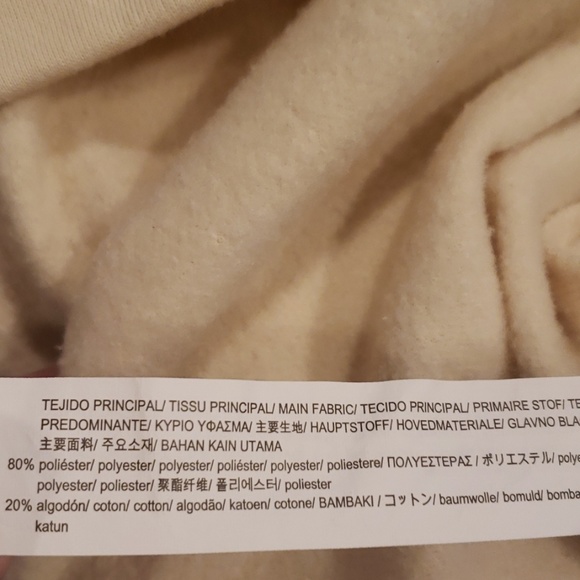 TEJIDO PRINCIPAL/ TISSU PRINCIPAL/ MAIN FABRIC/ TECIDO PRINCIPAL/ PRIMAIRE STOF/
PREDOMINANTE/ ΚΥΡΙΟ ΥΦΑΣΜΑ/ 主要生地/ HAUPTSTOFF/ HOVEDMATERIALE/ GLAVNO
主要面料/ 주요소재/ BAHAN KAIN UTAMA
80% poliéster/ polyester/ polyester/ poliéster/ polyester/ poliestere/ ΠΟΛΥΕΣΤΕΡΑΣ / ポリエステル/
polyester/ poliester/ 聚酯纤维/ 폴리에스터/ poliester
20% algodón/ coton/ cotton/ algodão/ katoen/ cotone/ BAMBAKI / コットン/ baumwolle/ bomuld/
katun